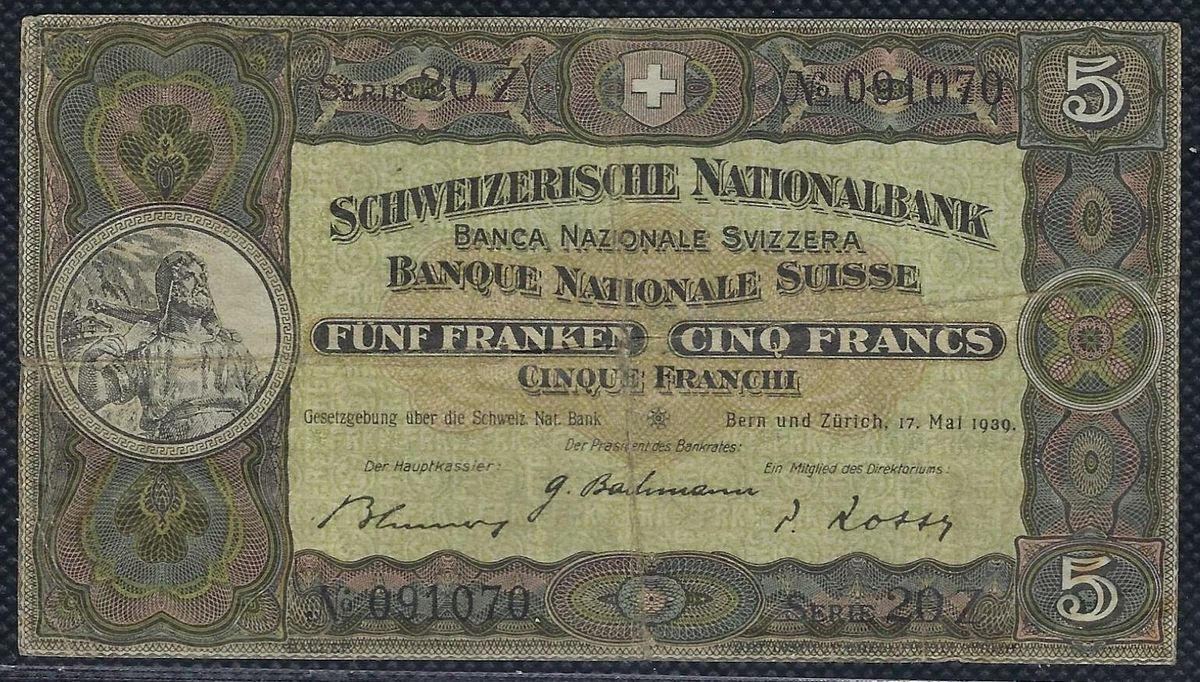 SERIE 20 Z
No 091070
5
SCHWEIZERISCHE NATIONALBANK
BANCA NAZIONALE SVIZZERA
BANQUE NATIONALE SUISSE
FÜNF FRANKEN
CINQ FRANCS
CINQUE FRANCHI
Gesetzgebung über die Schweiz. Nat. Bank
Bern und Zürich, 17. Mai 1939.
Der Präsident des Bankrates:
Der Hauptkassier:
Ein Mitglied des Direktoriums:
G. Bachmann
Blumer
P. Rossy
No 091070
SERIE 20 Z
5